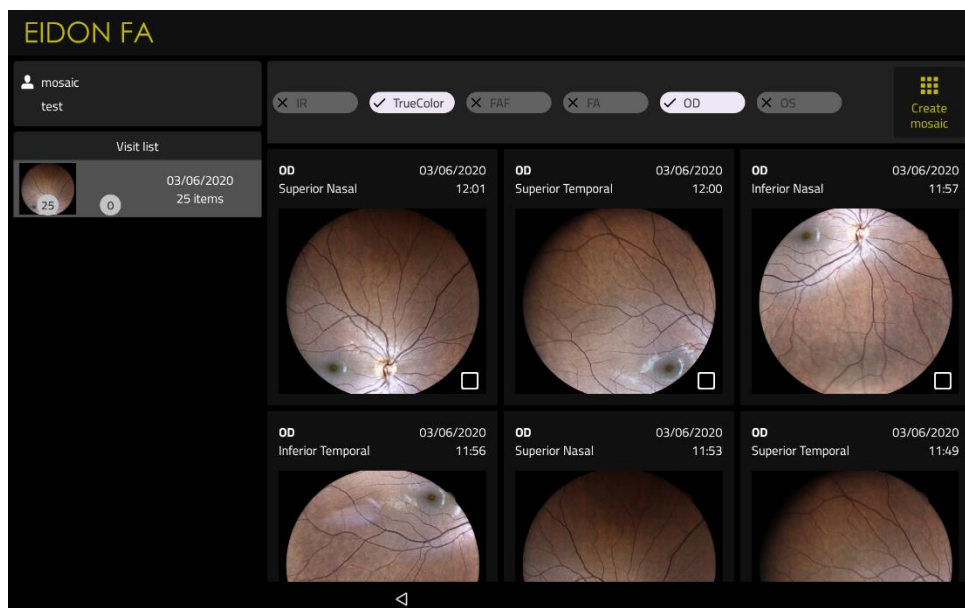 EIDON FA
mosaic
test
Visit list
25
0
03/06/2020
25 items
IR
TrueColor
FAF
FA
OD
OS
Create
mosaic
OD 03/06/2020
Superior Nasal 12:01
OD 03/06/2020
Superior Temporal 12:00
OD 03/06/2020
Inferior Nasal 11:57
OD 03/06/2020
Inferior Temporal 11:56
OD 03/06/2020
Superior Nasal 11:53
OD 03/06/2020
Superior Temporal 11:49